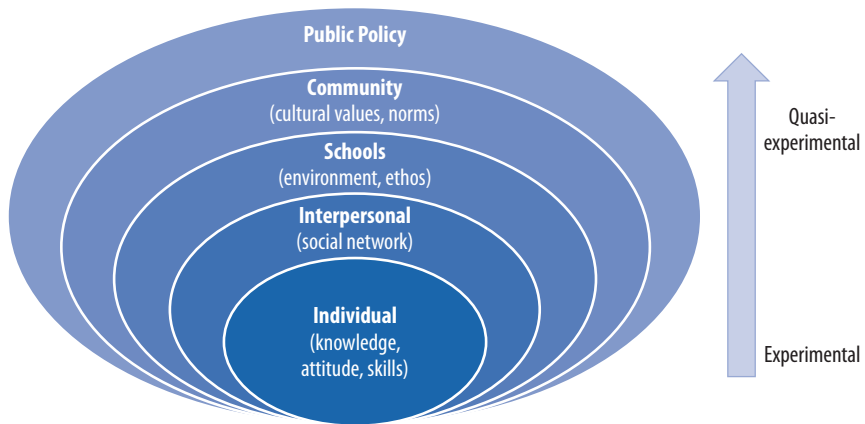 Public Policy
Community
(cultural values, norms)
Schools
(environment, ethos)
Interpersonal
(social network)
Individual
(knowledge,
attitude, skills)
Quasi-
experimental
Experimental